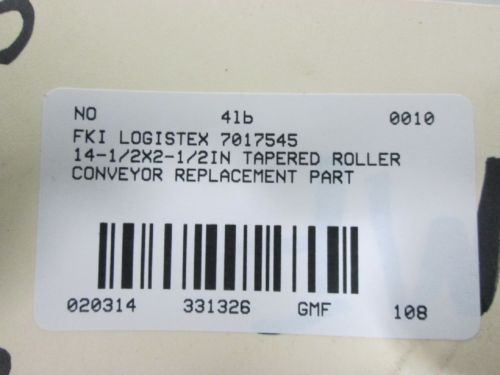 NO 4lb 0010
FKI LOGISTEX 7017545
14-1/2X2-1/2IN TAPERED ROLLER
CONVEYOR REPLACEMENT PART
020314 331326 GMF 108